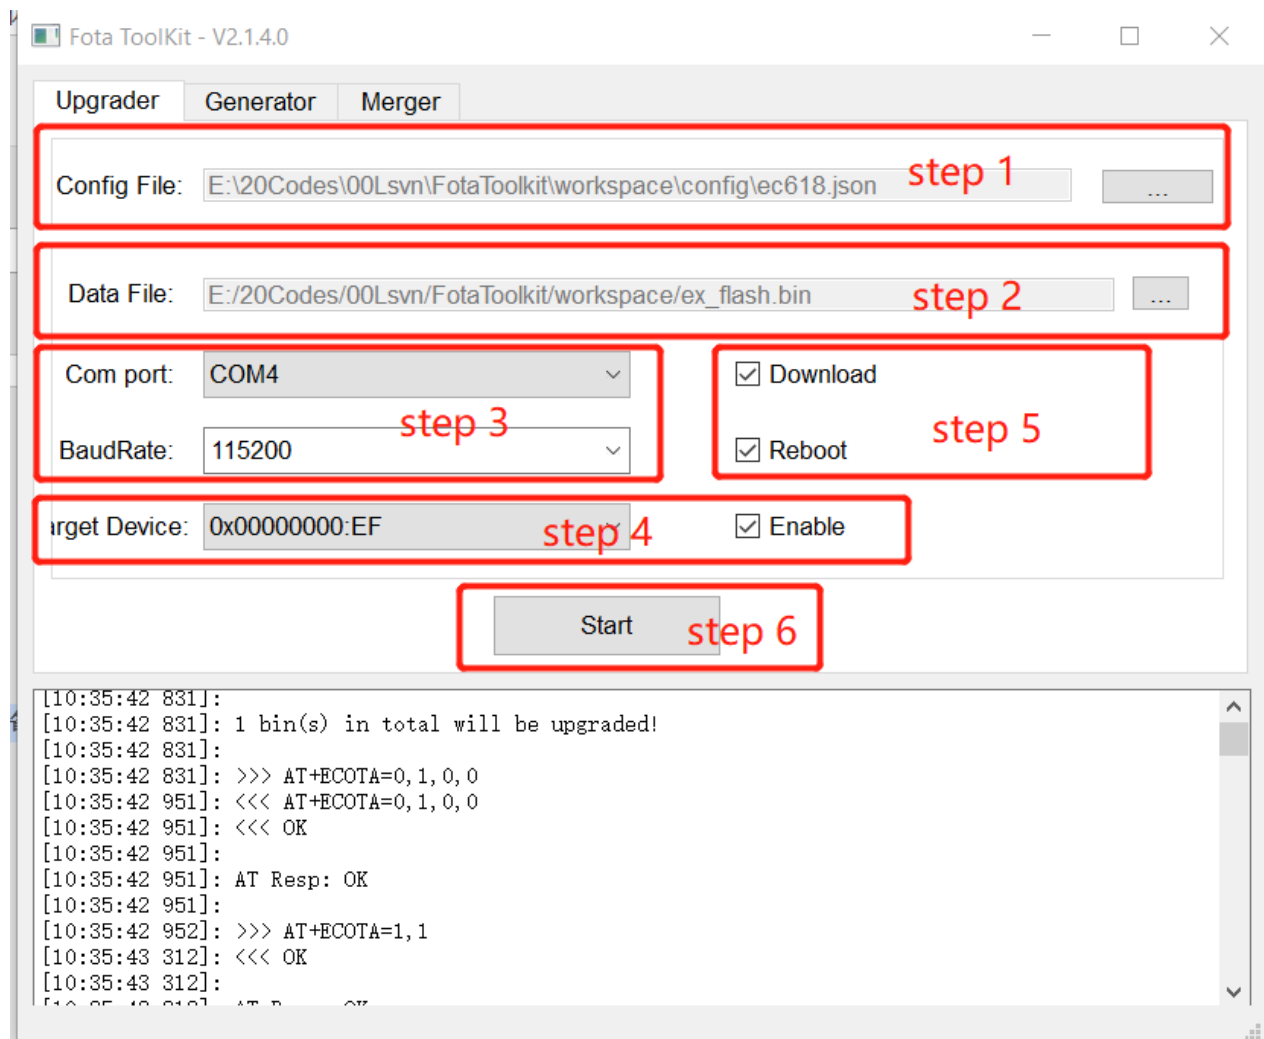 Fota ToolKit - V2.1.4.0
Upgrader Generator Merger
Config File: E:\20Codes\00Lsvn\FotaToolkit\workspace\config\ec618.json step 1 ...
Data File: E:/20Codes/00Lsvn/FotaToolkit/workspace/ex_flash.bin step 2 ...
Com port: COM4 Download
step 3 step 5
BaudRate: 115200 Reboot
arget Device: 0x00000000:EF step 4 Enable
Start step 6
[10:35:42 831]:
[10:35:42 831]: 1 bin(s) in total will be upgraded!
[10:35:42 831]:
[10:35:42 831]: >>> AT+ECOTA=0,1,0,0
[10:35:42 951]: <<< AT+ECOTA=0,1,0,0
[10:35:42 951]: <<< OK
[10:35:42 951]:
[10:35:42 951]: AT Resp: OK
[10:35:42 951]:
[10:35:42 952]: >>> AT+ECOTA=1,1
[10:35:43 312]: <<< OK
[10:35:43 312]: